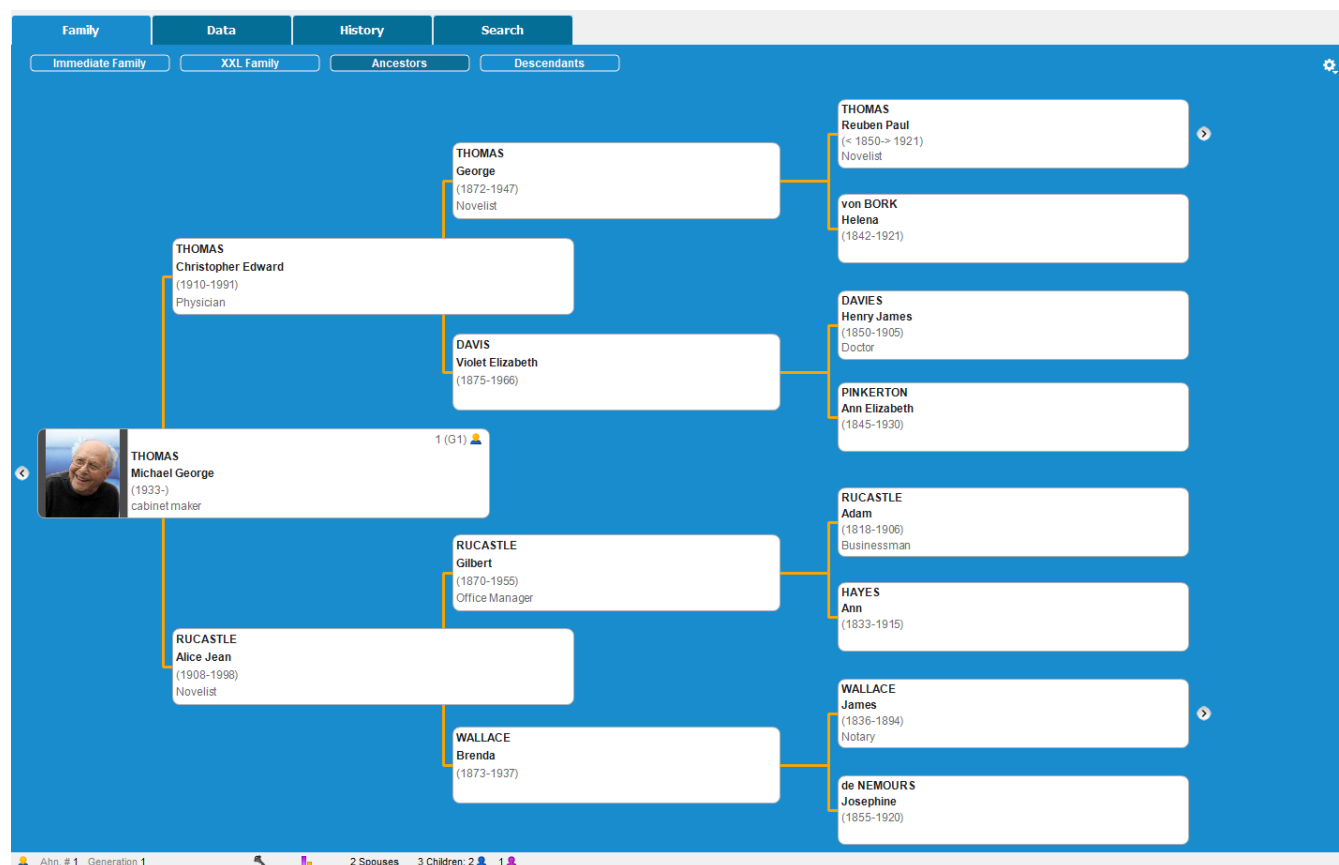 Family Data History Search
Immediate Family XXL Family Ancestors Descendants
THOMAS
Reuben Paul
(< 1850-> 1921)
Novelist
THOMAS
George
(1872-1947)
Novelist
von BORK
Helena
(1842-1921)
THOMAS
Christopher Edward
(1910-1991)
Physician
DAVIES
Henry James
(1850-1905)
Doctor
DAVIS
Violet Elizabeth
(1875-1966)
PINKERTON
Ann Elizabeth
(1845-1930)
1 (G1)
THOMAS
Michael George
(1933-)
cabinet maker
RUCASTLE
Adam
(1818-1906)
Businessman
RUCASTLE
Gilbert
(1870-1955)
Office Manager
HAYES
Ann
(1833-1915)
RUCASTLE
Alice Jean
(1908-1998)
Novelist
WALLACE
James
(1836-1894)
Notary
WALLACE
Brenda
(1873-1937)
de NEMOURS
Josephine
(1855-1920)
Ahn. # 1 Generation 1 2 Spouses 3 Children: 2 1